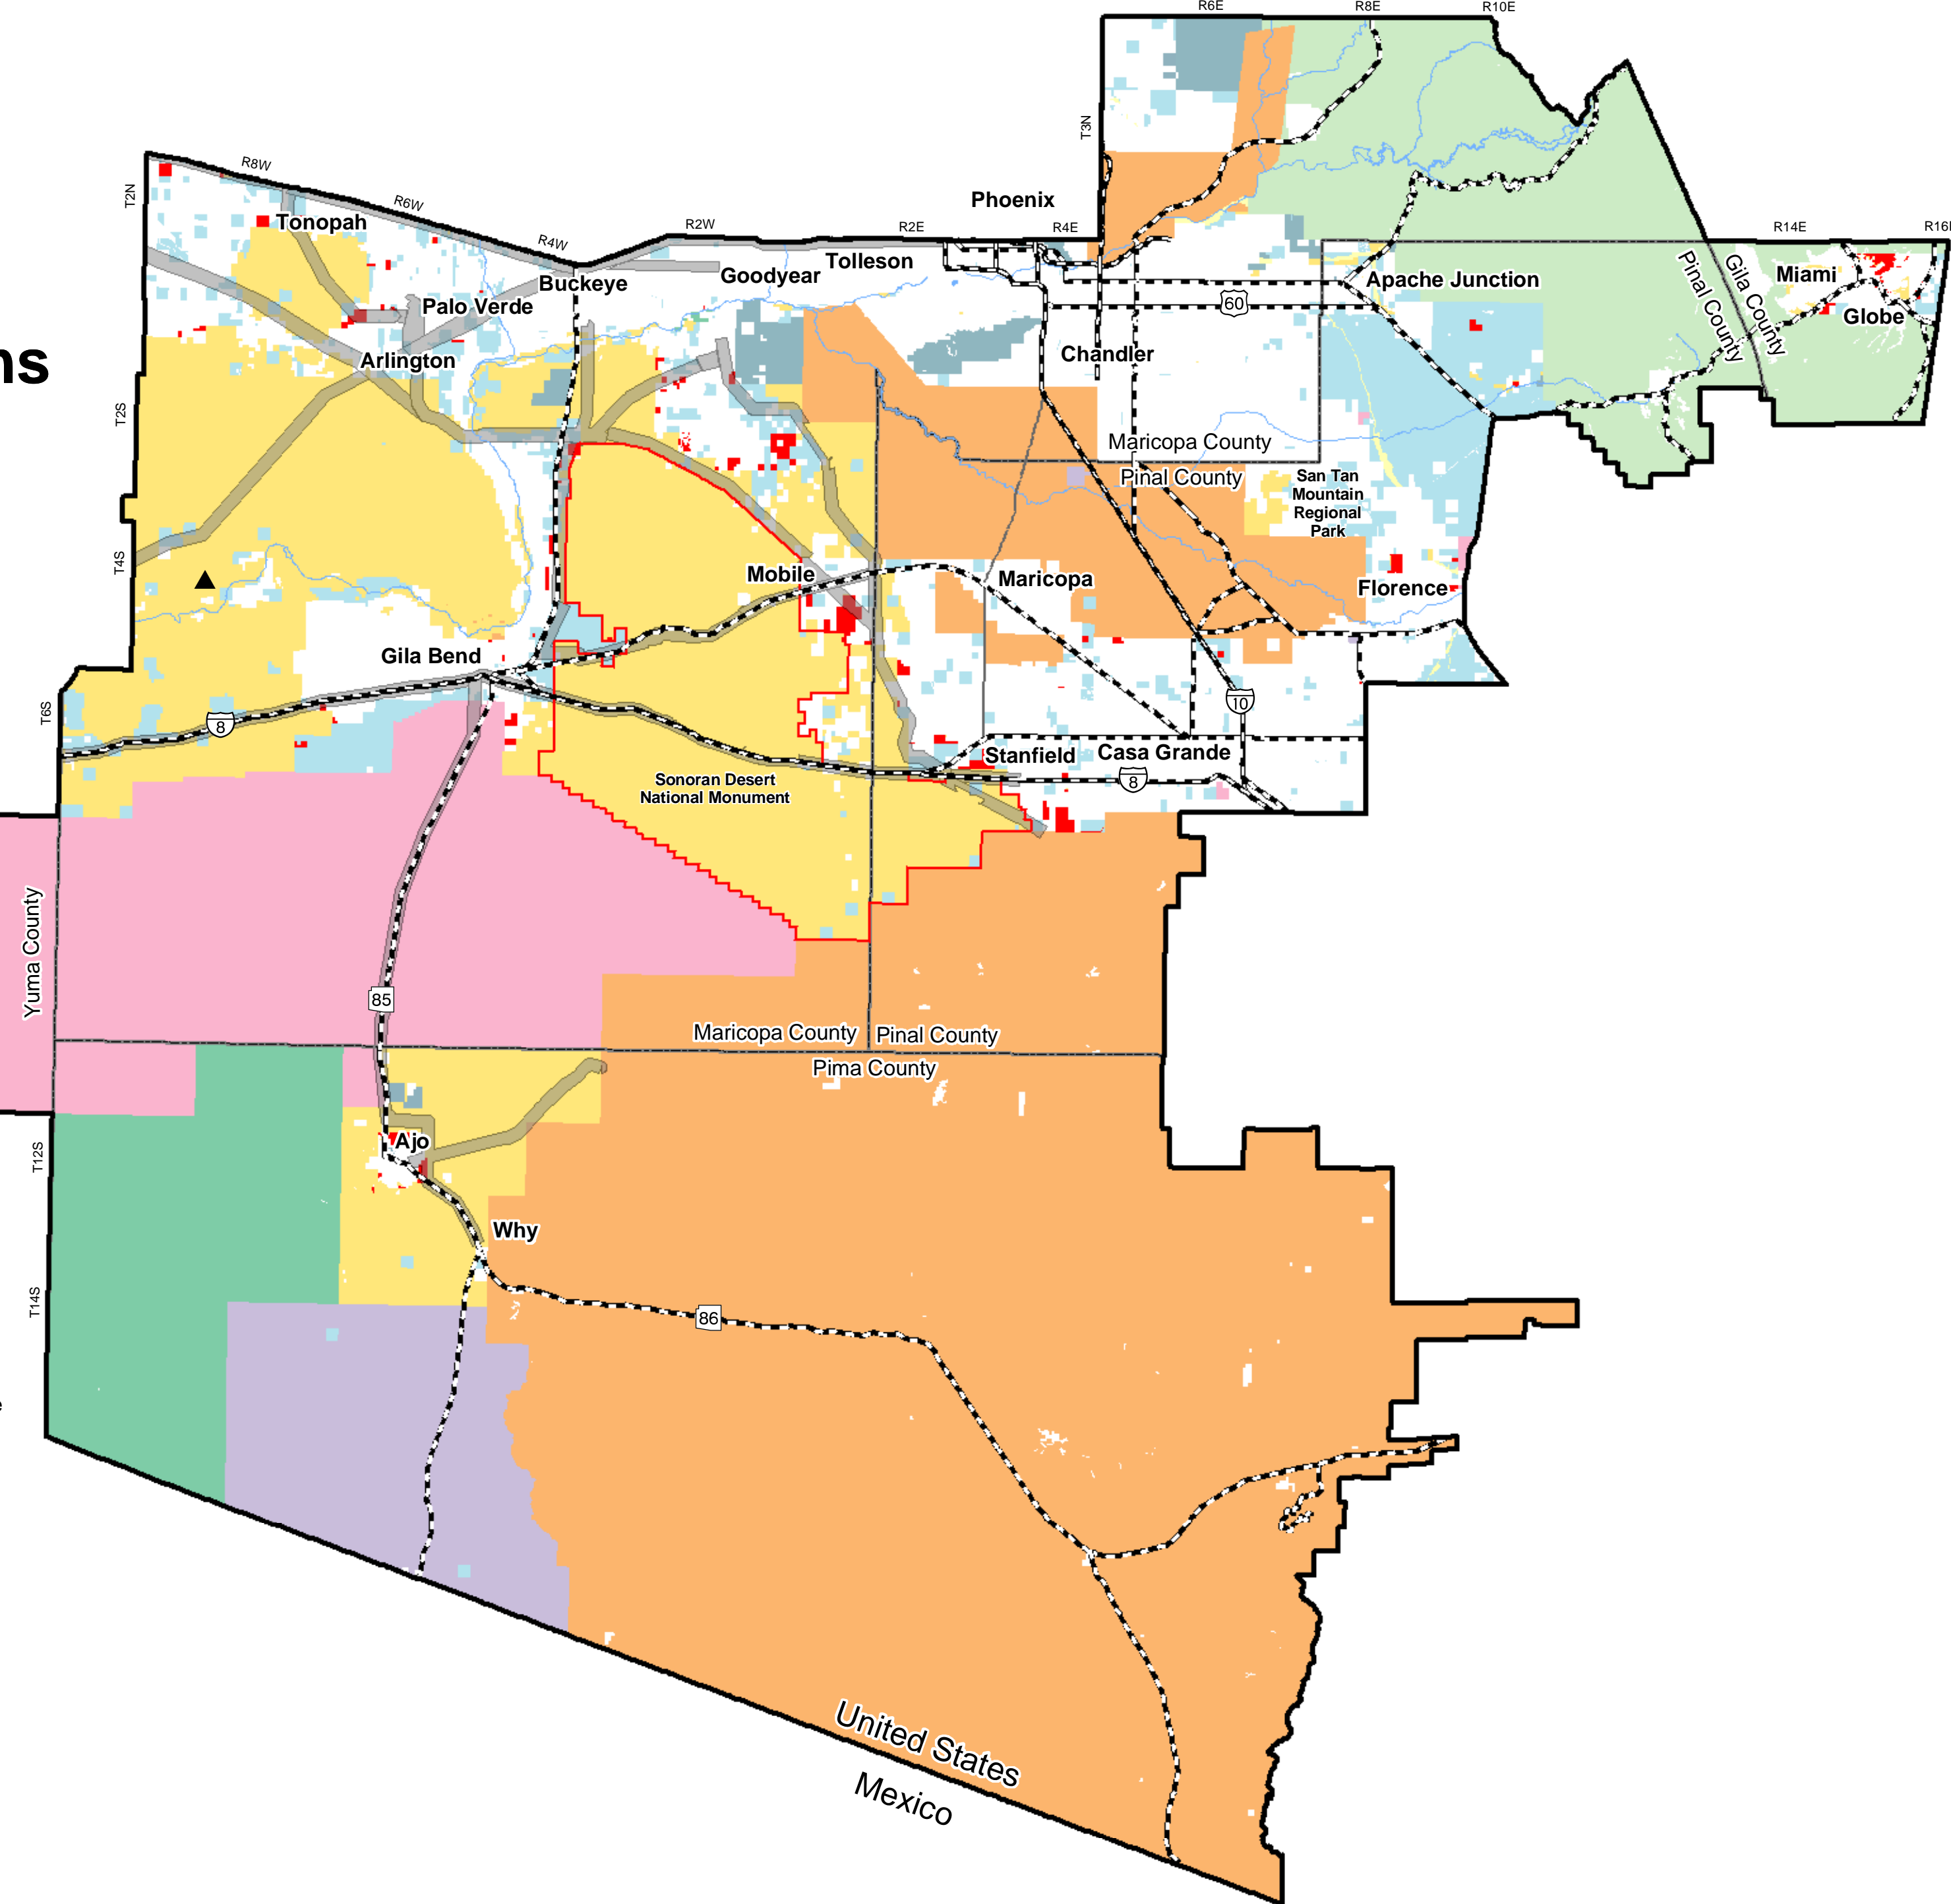 R6E
R8E
R10E
T3N
R8W
T2N
R6W
Phoenix
Tonopah
R4W
R2W
R2E
R4E
R14E
R16E
Tolleson
Goodyear
Buckeye
Apache Junction
Miami
Gila County
Pinal County
Palo Verde
60
Globe
ns
Arlington
Chandler
T2S
Maricopa County
Pinal County
San Tan
Mountain
Regional
Park
T4S
Mobile
Maricopa
Florence
Gila Bend
T6S
8
10
Stanfield
Casa Grande
8
Sonoran Desert
National Monument
Yuma County
85
Maricopa County
Pinal County
Pima County
Ajo
T12S
Why
T14S
86
United States
Mexico